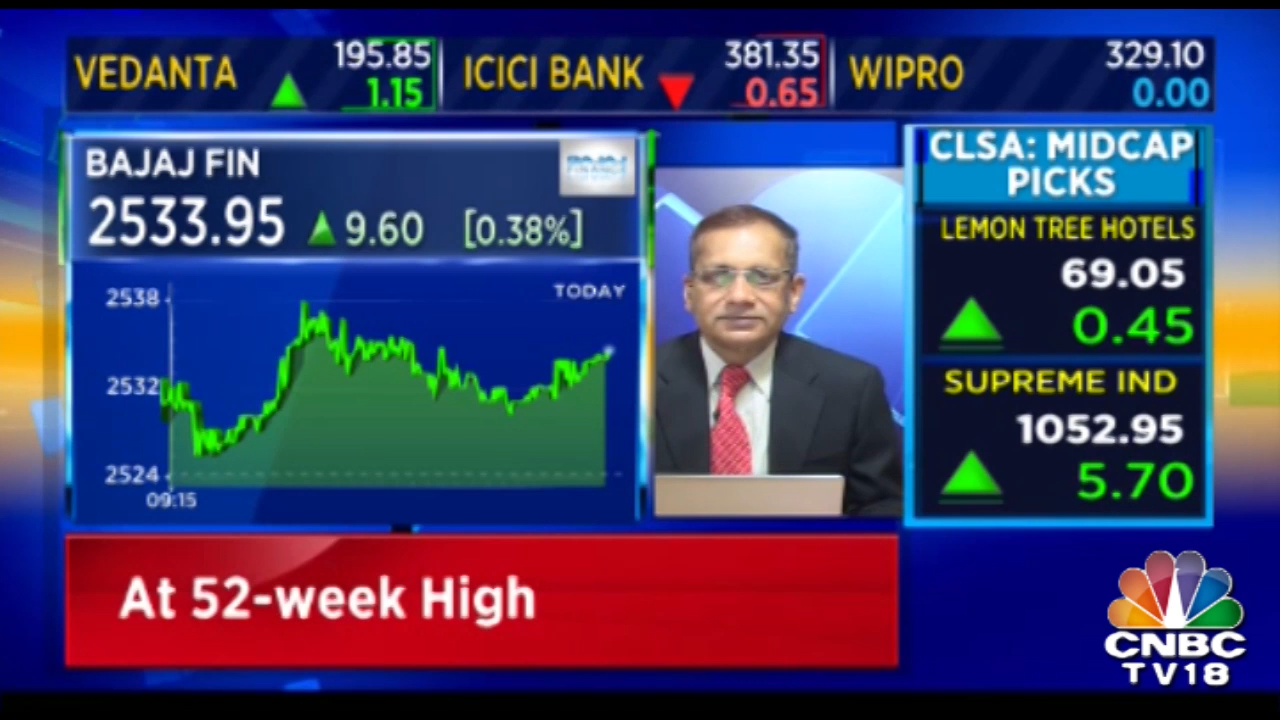 VEDANTA
195.85
1.15
ICICI BANK
381.35
0.65
WIPRO
329.10
0.00
BAJAJ FIN
2533.95 9.60 [0.38%]
TODAY
2538
2532
2524
09:15
CLSA: MIDCAP
PICKS
LEMON TREE HOTELS
69.05
0.45
SUPREME IND
1052.95
5.70
At 52-week High
CNBC
TV18